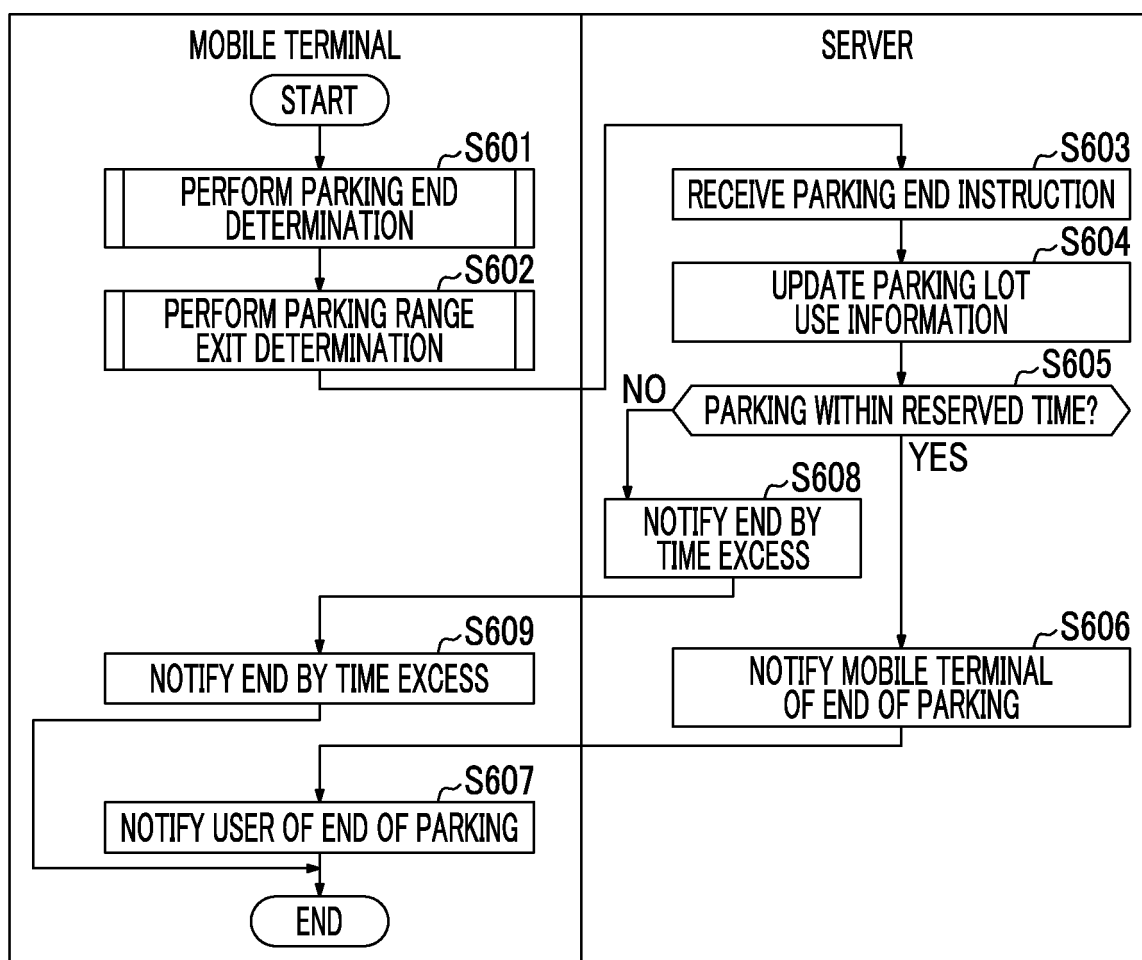 MOBILE TERMINAL
SERVER
START
S601
PERFORM PARKING END
DETERMINATION
S602
PERFORM PARKING RANGE
EXIT DETERMINATION
S603
RECEIVE PARKING END INSTRUCTION
S604
UPDATE PARKING LOT
USE INFORMATION
S605
PARKING WITHIN RESERVED TIME?
NO
YES
S608
NOTIFY END BY
TIME EXCESS
S609
NOTIFY END BY TIME EXCESS
S606
NOTIFY MOBILE TERMINAL
OF END OF PARKING
S607
NOTIFY USER OF END OF PARKING
END